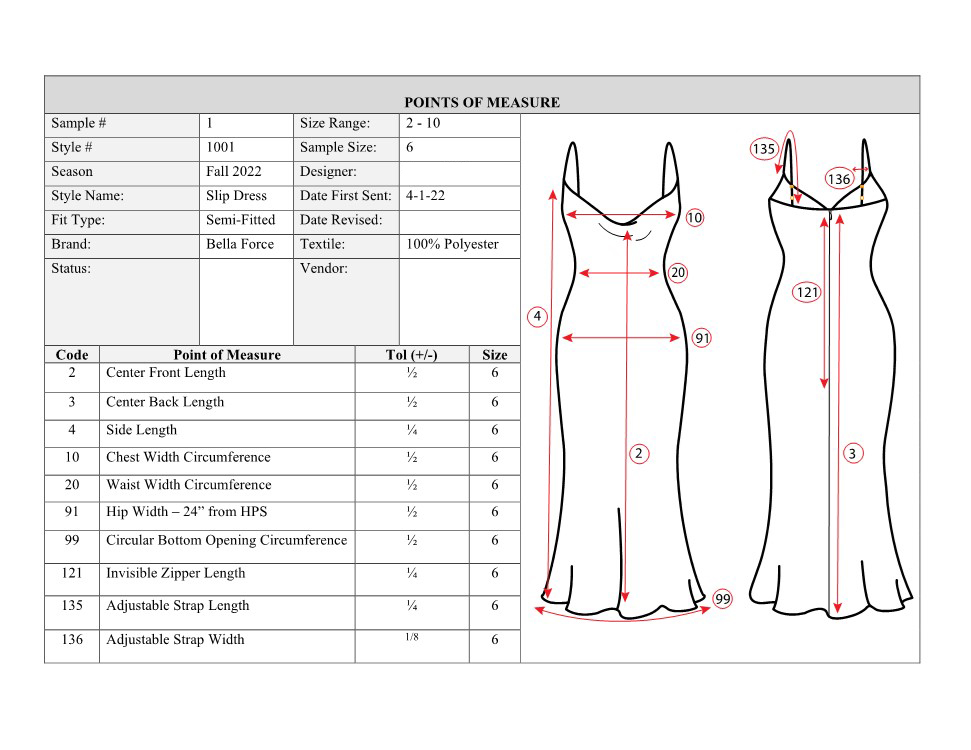 POINTS OF MEASURE
Sample # 1 Size Range: 2 - 10
Style # 1001 Sample Size: 6
Season Fall 2022 Designer:
Style Name: Slip Dress Date First Sent: 4-1-22
Fit Type: Semi-Fitted Date Revised:
Brand: Bella Force Textile: 100% Polyester
Status: Vendor:
Code Point of Measure Tol (+/-) Size
2 Center Front Length ½ 6
3 Center Back Length ½ 6
4 Side Length ¼ 6
10 Chest Width Circumference ½ 6
20 Waist Width Circumference ½ 6
91 Hip Width – 24” from HPS ½ 6
99 Circular Bottom Opening Circumference ½ 6
121 Invisible Zipper Length ¼ 6
135 Adjustable Strap Length ¼ 6
136 Adjustable Strap Width 1/8 6
10
20
4
91
2
99
135
136
121
3